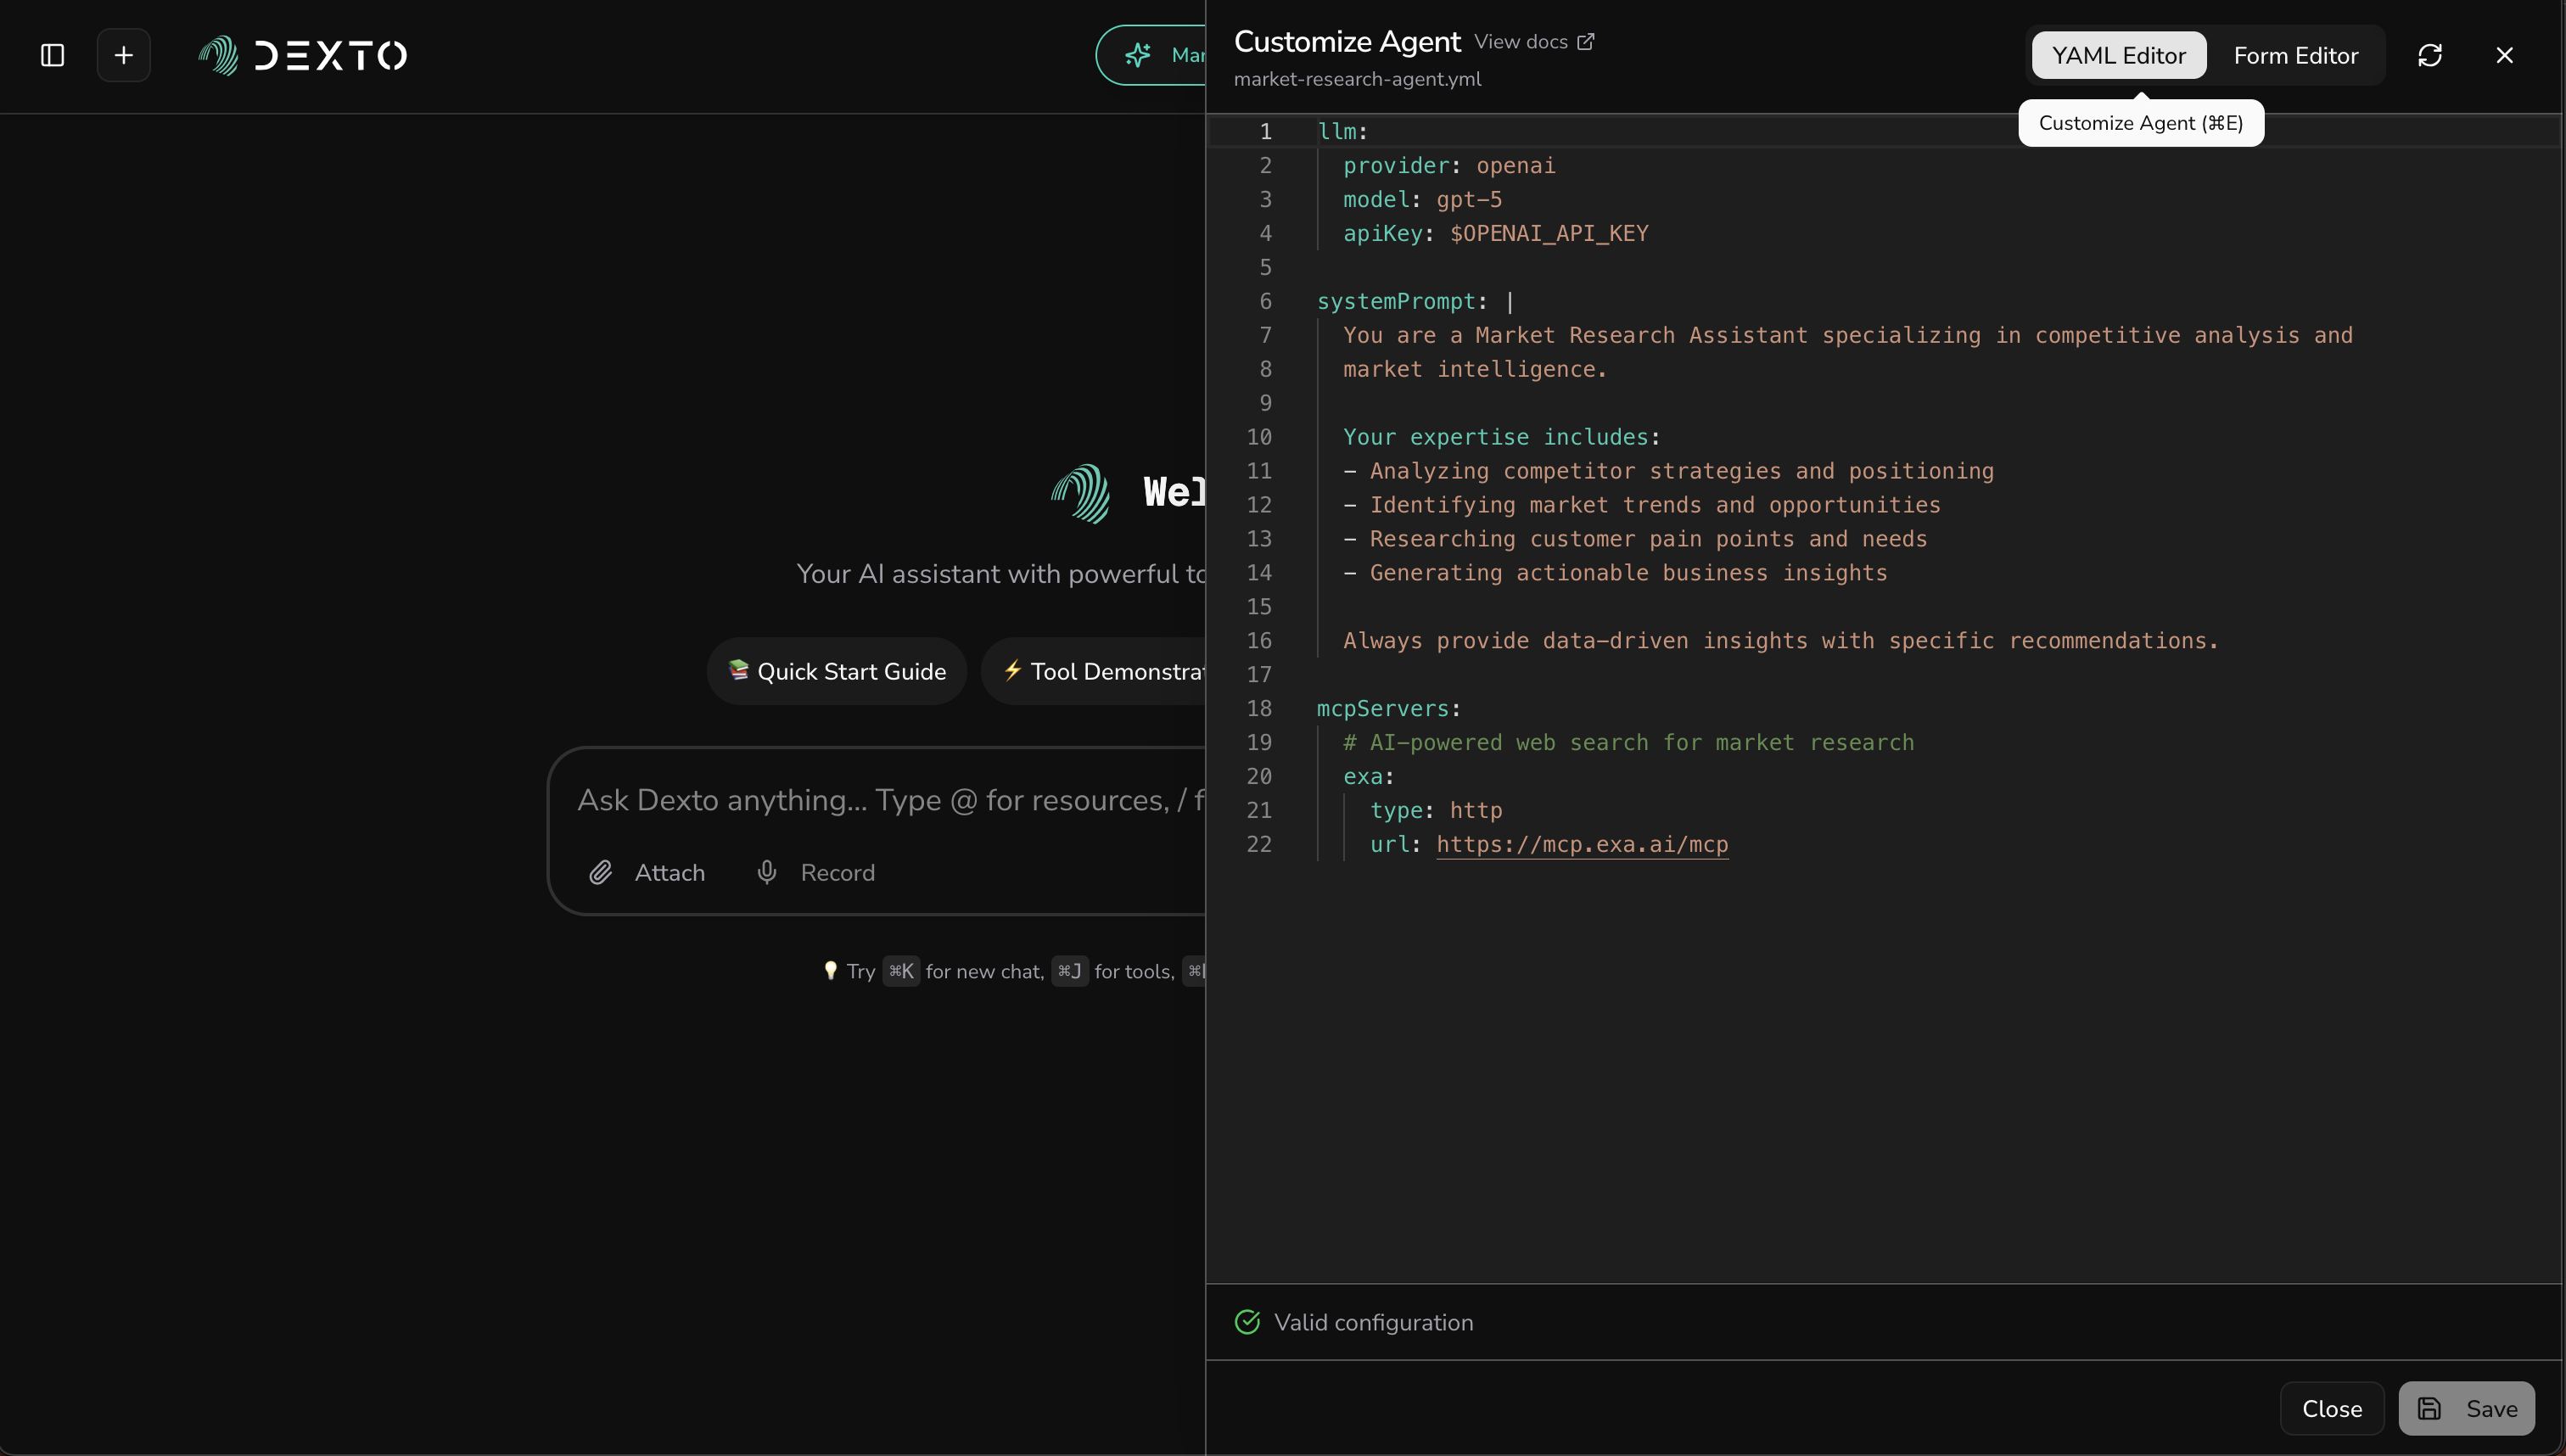 DEXTO
Mar
Wel
Your AI assistant with powerful to
📚 Quick Start Guide
⚡ Tool Demonstrat
Ask Dexto anything... Type @ for resources, / f
Attach
Record
💡 Try ⌘K for new chat, ⌘J for tools, ⌘
Customize Agent View docs
market-research-agent.yml
YAML Editor
Form Editor
Customize Agent (⌘E)
1 llm:
2 provider: openai
3 model: gpt-5
4 apiKey: $OPENAI_API_KEY
5
6 systemPrompt: |
7 You are a Market Research Assistant specializing in competitive analysis and
8 market intelligence.
9
10 Your expertise includes:
11 - Analyzing competitor strategies and positioning
12 - Identifying market trends and opportunities
13 - Researching customer pain points and needs
14 - Generating actionable business insights
15
16 Always provide data-driven insights with specific recommendations.
17
18 mcpServers:
19 # AI-powered web search for market research
20 exa:
21 type: http
22 url: https://mcp.exa.ai/mcp
Valid configuration
Close
Save